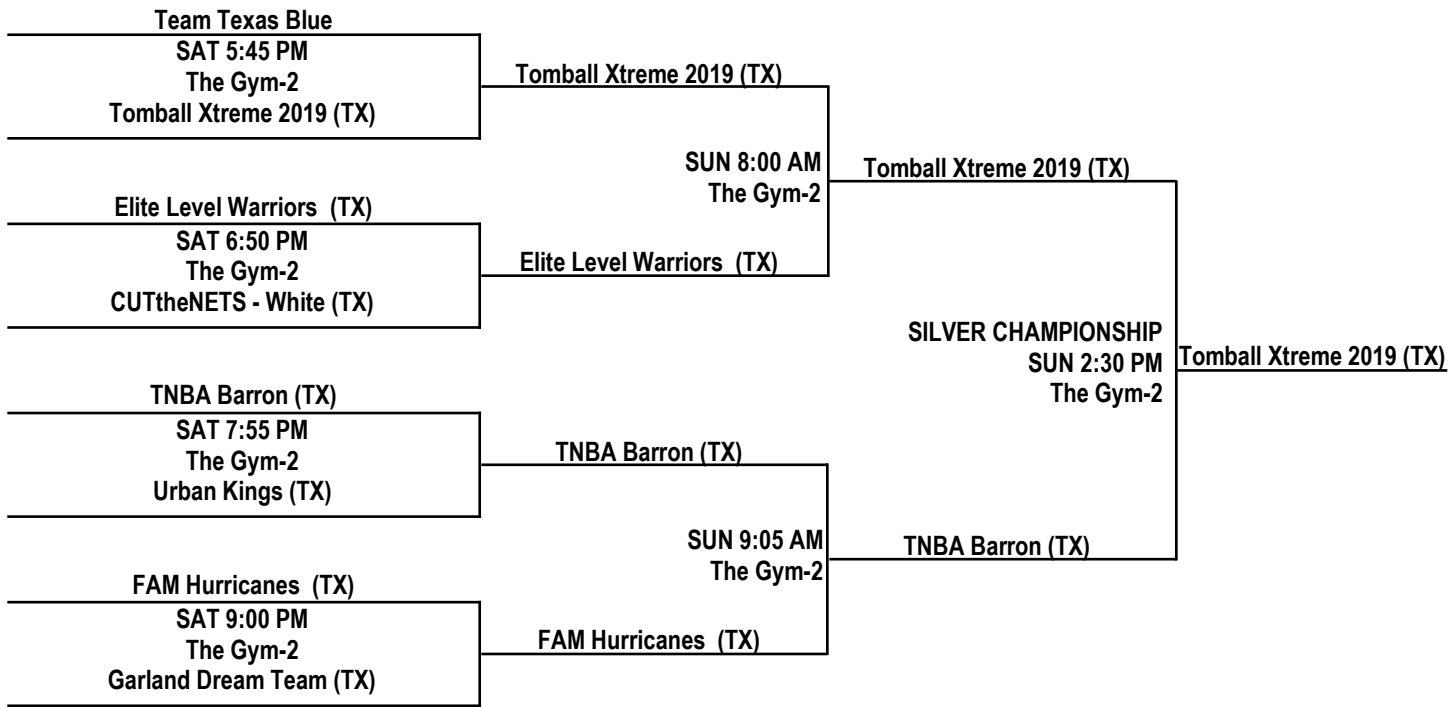 Team Texas Blue
SAT 5:45 PM
The Gym-2
Tomball Xtreme 2019 (TX)
Elite Level Warriors  (TX)
SAT 6:50 PM
The Gym-2
CUTtheNETS - White (TX)
TNBA Barron (TX)
SAT 7:55 PM
The Gym-2
Urban Kings (TX)
FAM Hurricanes  (TX)
SAT 9:00 PM
The Gym-2
Garland Dream Team (TX)
Tomball Xtreme 2019 (TX)
SUN 8:00 AM
The Gym-2
Elite Level Warriors  (TX)
TNBA Barron (TX)
SUN 9:05 AM
The Gym-2
FAM Hurricanes  (TX)
Tomball Xtreme 2019 (TX)
SILVER CHAMPIONSHIP
SUN 2:30 PM
The Gym-2
TNBA Barron (TX)
Tomball Xtreme 2019 (TX)